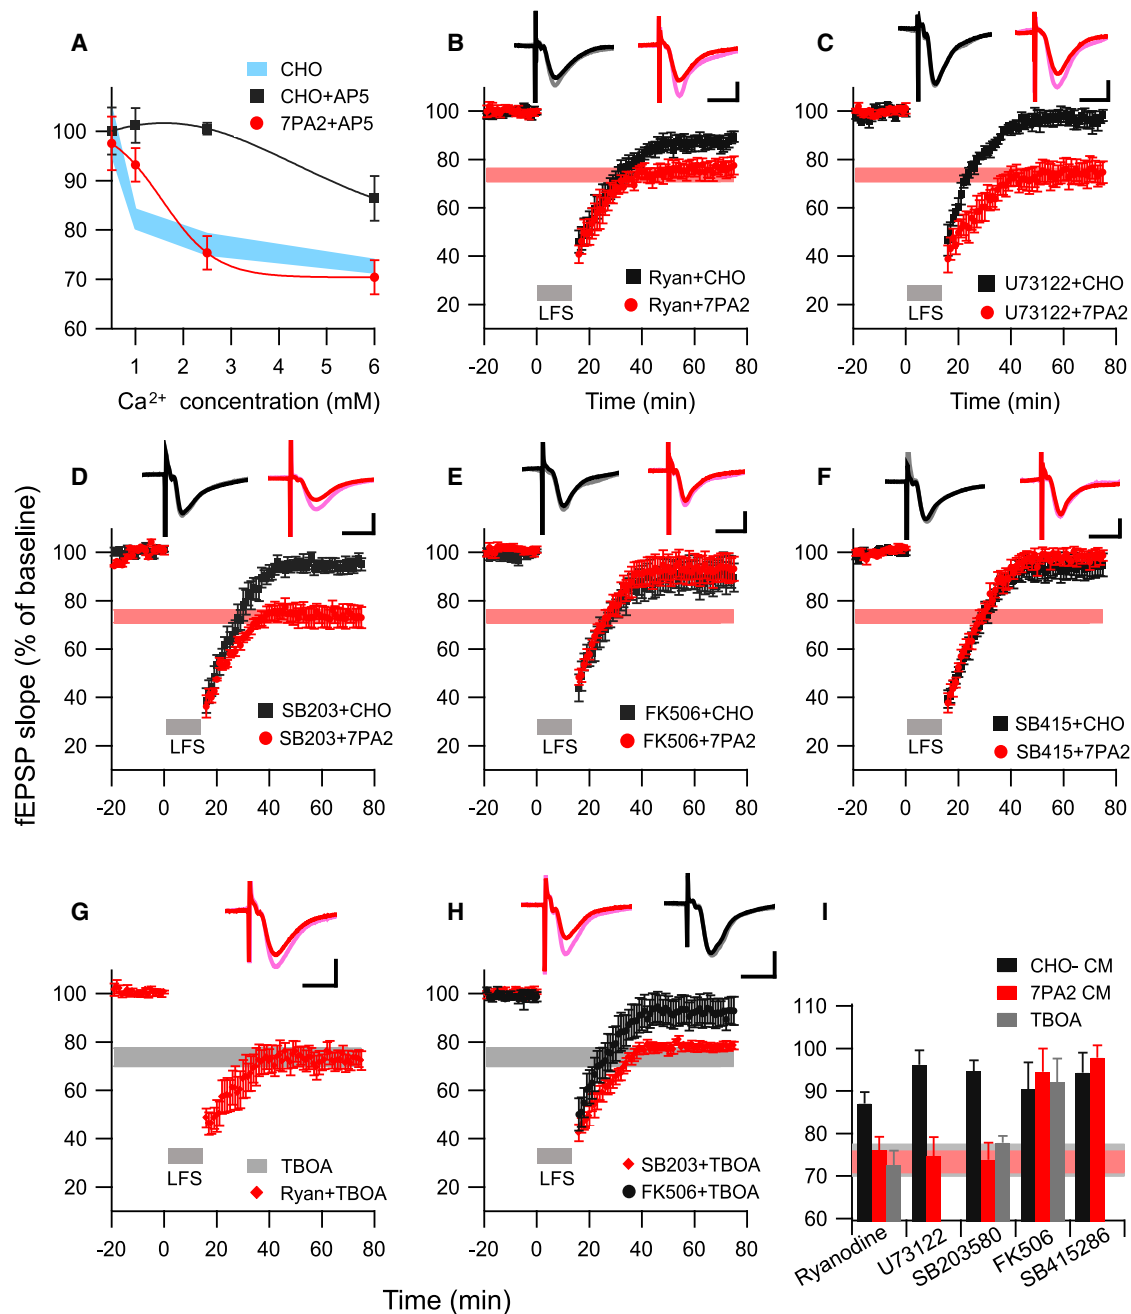 A
CHO
CHO+AP5
7PA2+AP5
100
90
80
70
60
1
2
3
4
5
6
Ca²⁺ concentration (mM)
B
100
80
60
40
20
LFS
Ryan+CHO
Ryan+7PA2
-20
0
20
40
60
80
Time (min)
C
100
80
60
40
20
LFS
U73122+CHO
U73122+7PA2
-20
0
20
40
60
80
Time (min)
fEPSP slope (% of baseline)
D
100
80
60
40
20
LFS
SB203+CHO
SB203+7PA2
-20
0
20
40
60
80
E
100
80
60
40
20
LFS
FK506+CHO
FK506+7PA2
-20
0
20
40
60
80
F
100
80
60
40
20
LFS
SB415+CHO
SB415+7PA2
-20
0
20
40
60
80
G
100
80
60
40
20
LFS
TBOA
Ryan+TBOA
-20
0
20
40
60
80
H
100
80
60
40
20
LFS
SB203+TBOA
FK506+TBOA
-20
0
20
40
60
80
Time (min)
I
CHO- CM
7PA2 CM
TBOA
110
100
90
80
70
60
Ryanodine
U73122
SB203580
FK506
SB415286